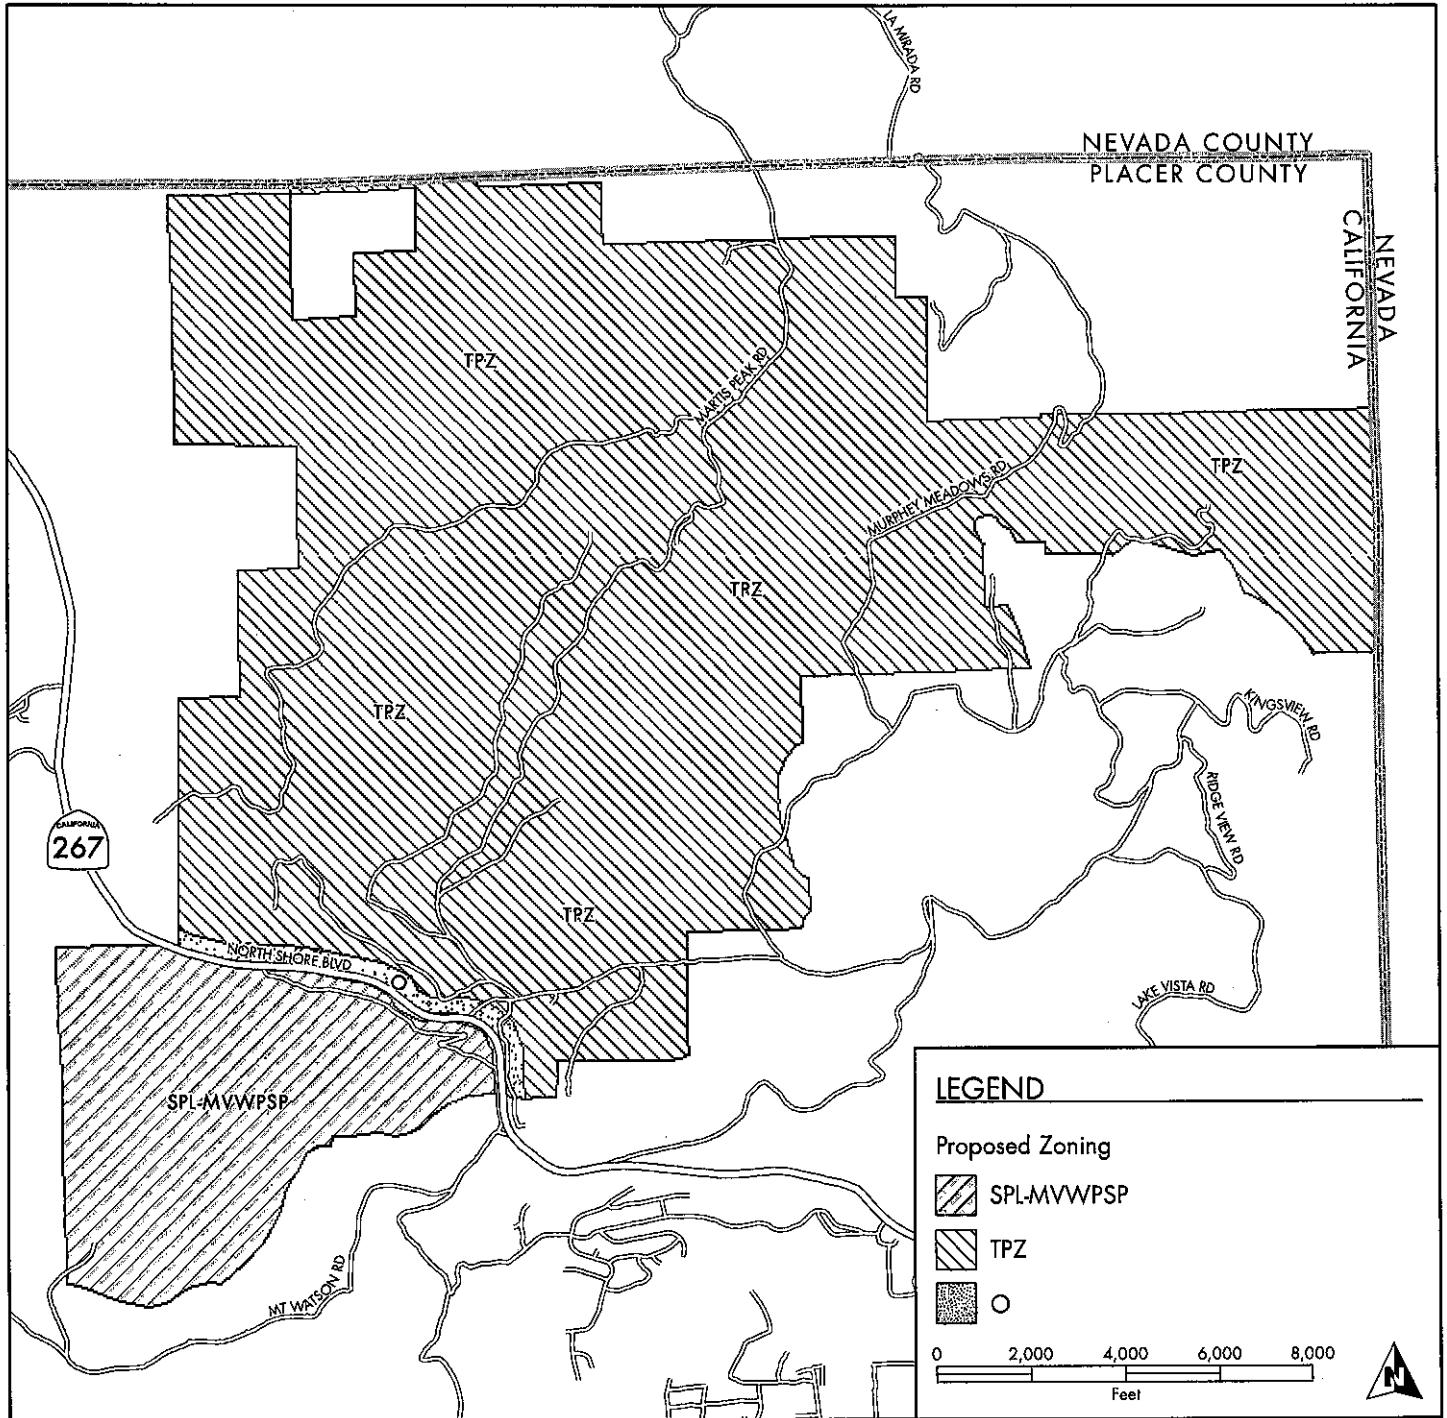 LA MIRADA RD
NEVADA COUNTY
PLACER COUNTY
NEVADA
CALIFORNIA
TPZ
MARTIS PEAK RD
TPZ
MURPHEY MEADOWS RD
TPZ
TPZ
KINGSVIEW RD
RIDGE VIEW RD
CALIFORNIA
267
TPZ
NORTH SHORE BLVD
O
LAKE VISTA RD
SPL-MVWPSP
MT WATSON RD
LEGEND
Proposed Zoning
SPL-MVWPSP
TPZ
O
0 2,000 4,000 6,000 8,000
Feet
N